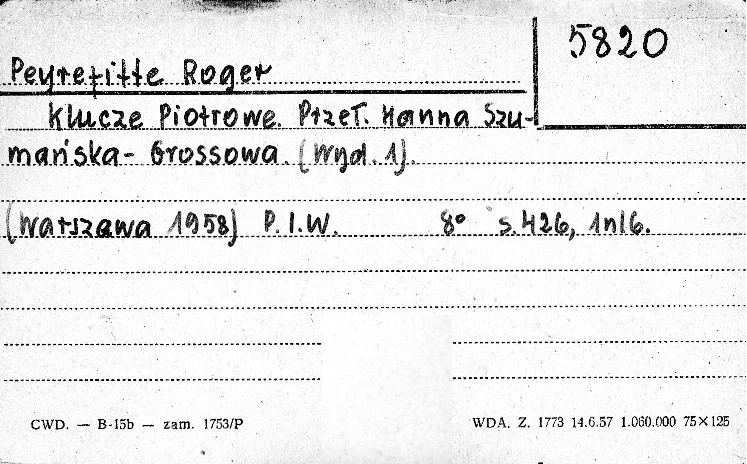 5820
Peyrefitte Roger
Klucze Piotrowe. Przeł. Hanna Szu-
mańska-Grossowa. (Wyd. 1).
(Warszawa 1958) P.I.W. 8° s. 426, 1nlb.
CWD. — B-15b — zam. 1753/P WDA. Z. 1773 14.6.57 1.060.000 75×125